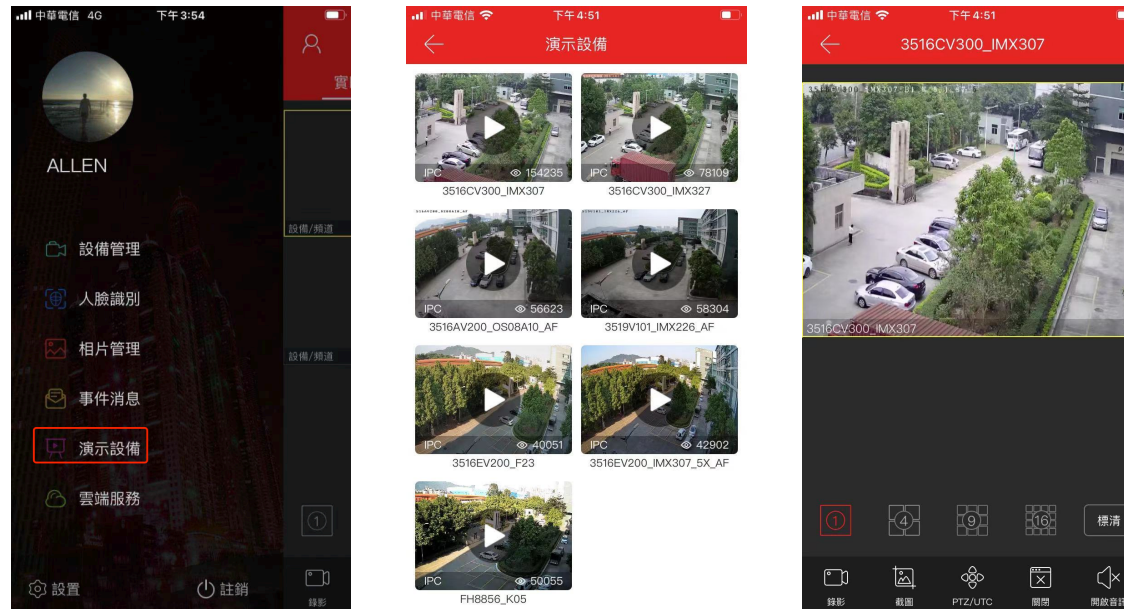 中華電信 4G
下午3:54
實
ALLEN
設備/頻道
設備管理
人臉識別
相片管理
設備/頻道
事件消息
演示設備
雲端服務
1
設置
註銷
錄影
中華電信
下午4:51
演示設備
IPC 154235
3516CV300_IMX307
IPC 78109
3516CV300_IMX327
IPC 56623
3516AV200_OS08A10_AF
IPC 58304
3519V101_IMX226_AF
IPC 40051
3516EV200_F23
IPC 42902
3516EV200_IMX307_5X_AF
IPC 50055
FH8856_K05
中華電信
下午4:51
3516CV300_IMX307
3516CV300_IMX307
1
4
9
16
標清
錄影
截圖
PTZ/UTC
關閉
開啟音